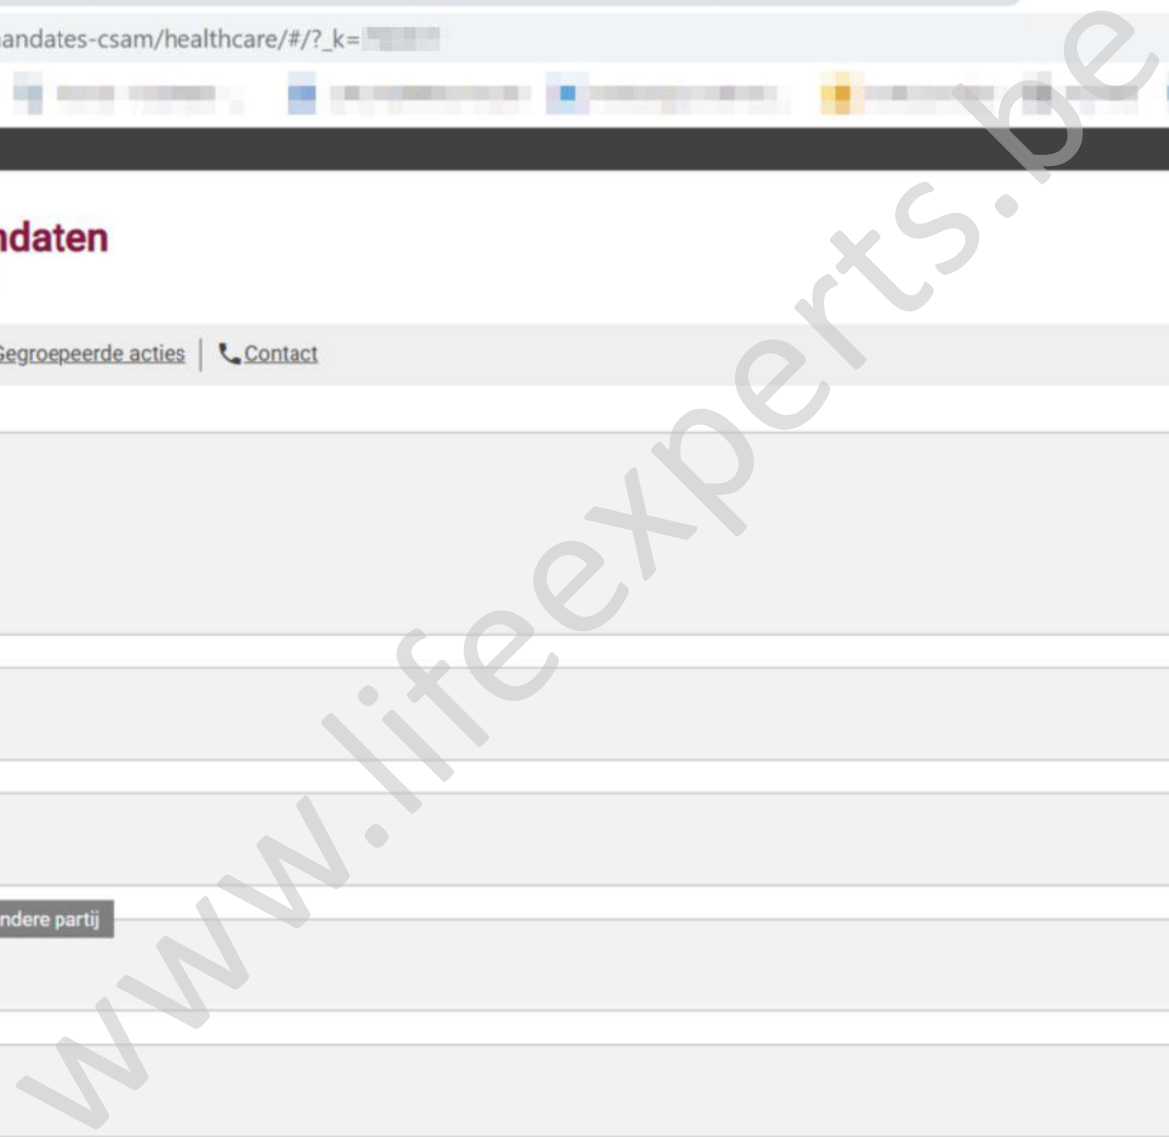 andates-csam/healthcare/#/?_k=
ndaten
Gegroepeerde acties | Contact
ndere partij
www.lifeexperts.be